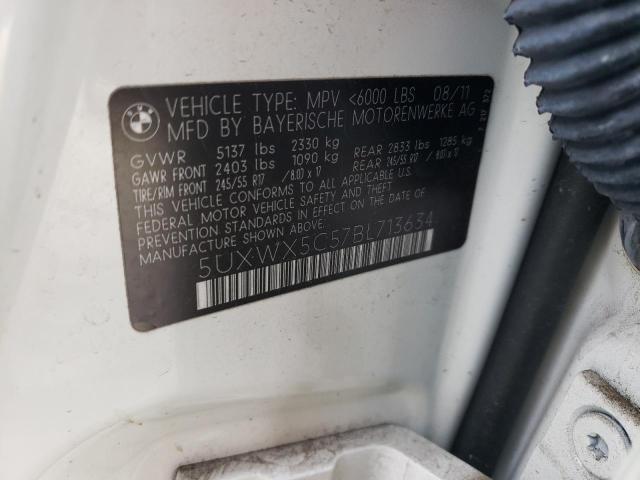 BMW
VEHICLE TYPE: MPV <6000 LBS 08/11
MFD BY BAYERISCHE MOTORENWERKE AG
GVWR 5137 lbs 2330 kg
GAWR FRONT 2403 lbs 1090 kg REAR 2833 lbs 1285 kg
TIRE/RIM FRONT 245/55 R17 / 8.0J x 17 REAR 245/55 R17 / 8.0J x 17
THIS VEHICLE CONFORMS TO ALL APPLICABLE U.S.
FEDERAL MOTOR VEHICLE SAFETY AND THEFT
PREVENTION STANDARDS IN EFFECT ON THE DATE OF
MANUFACTURE SHOWN ABOVE.
5UXWX5C57BL713634